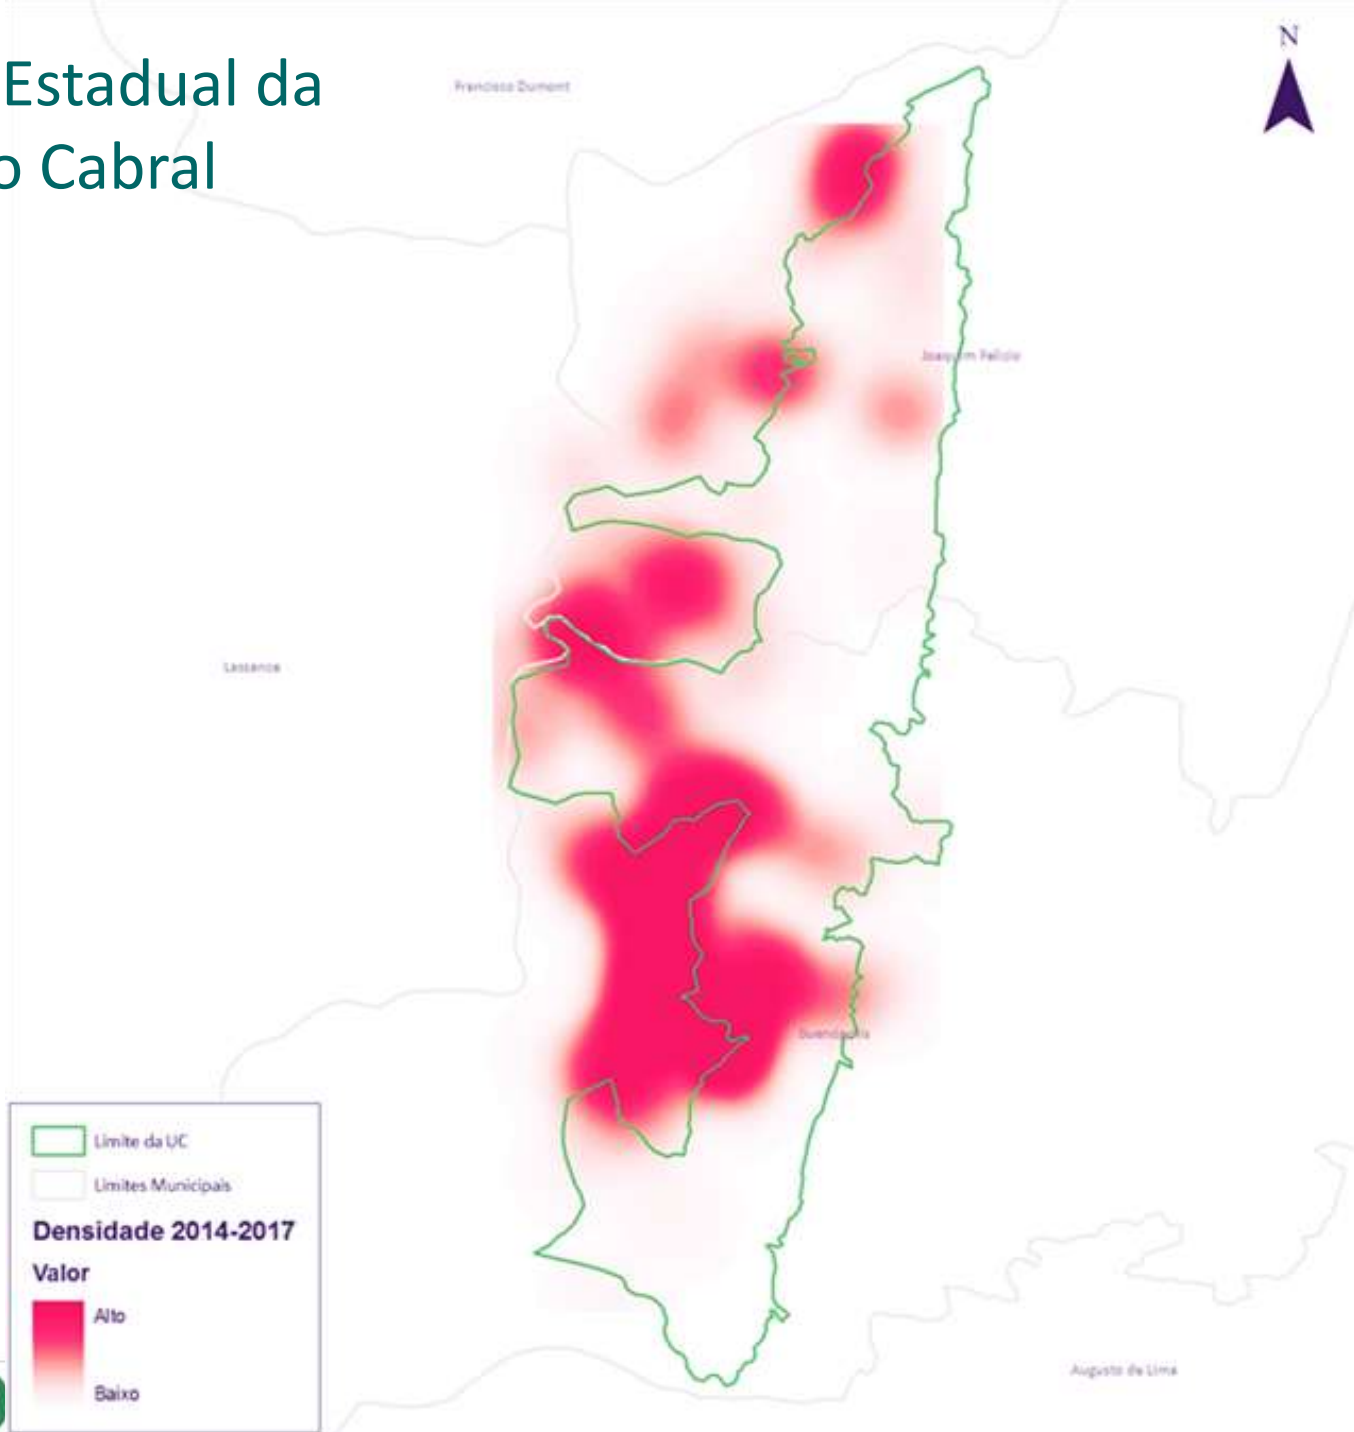 Estadual da
o Cabral
N
Francisco Dumont
Joaquim Felício
Lassance
Buenópolis
Augusto de Lima
Limite da UC
Limites Municipais
Densidade 2014-2017
Valor
Alto
Baixo